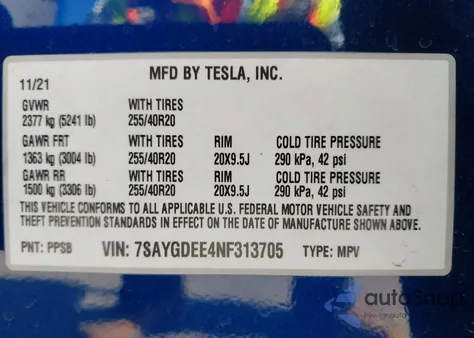 MFD BY TESLA, INC.
11/21
GVWR WITH TIRES
2377 kg (5241 lb) 255/40R20
GAWR FRT WITH TIRES RIM COLD TIRE PRESSURE
1363 kg (3004 lb) 255/40R20 20X9.5J 290 kPa, 42 psi
GAWR RR WITH TIRES RIM COLD TIRE PRESSURE
1500 kg (3306 lb) 255/40R20 20X9.5J 290 kPa, 42 psi
THIS VEHICLE CONFORMS TO ALL APPLICABLE U.S. FEDERAL MOTOR VEHICLE SAFETY AND
THEFT PREVENTION STANDARDS IN EFFECT ON THE DATE OF MANUFACTURE SHOWN ABOVE.
PNT: PPSB VIN: 7SAYGDEE4NF313705 TYPE: MPV
autoSnap